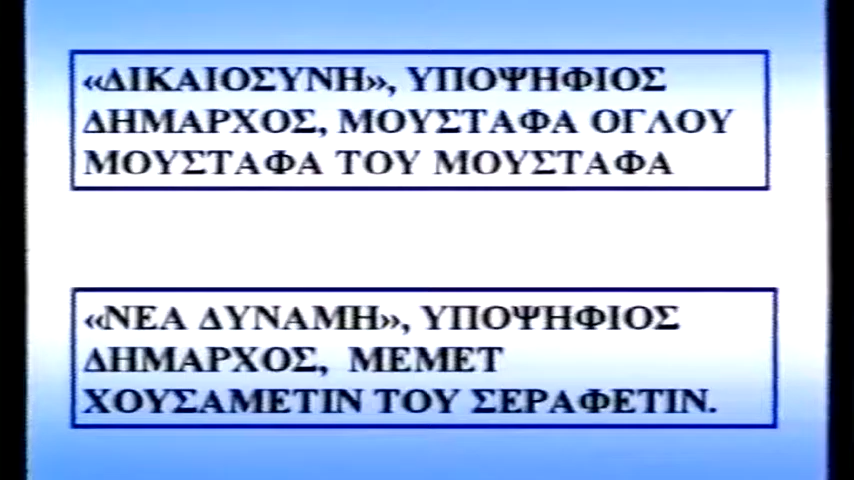 «ΔΙΚΑΙΟΣΥΝΗ», ΥΠΟΨΗΦΙΟΣ
ΔΗΜΑΡΧΟΣ, ΜΟΥΣΤΑΦΑ ΟΓΛΟΥ
ΜΟΥΣΤΑΦΑ ΤΟΥ ΜΟΥΣΤΑΦΑ
«ΝΕΑ ΔΥΝΑΜΗ», ΥΠΟΨΗΦΙΟΣ
ΔΗΜΑΡΧΟΣ, ΜΕΜΕΤ
ΧΟΥΣΑΜΕΤΙΝ ΤΟΥ ΣΕΡΑΦΕΤΙΝ.